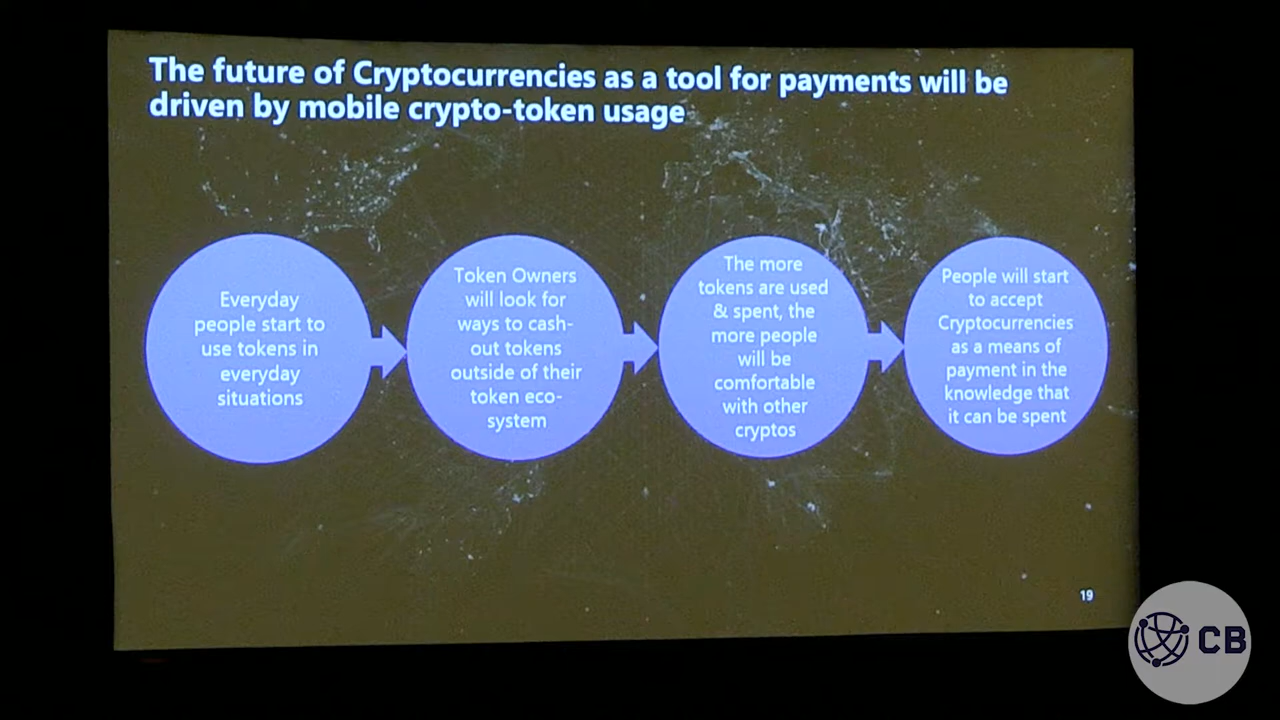 The future of Cryptocurrencies as a tool for payments will be
driven by mobile crypto-token usage
Everyday
people start to
use tokens in
everyday
situations
Token Owners
will look for
ways to cash-
out tokens
outside of their
token eco-
system
The more
tokens are used
& spent, the
more people
will be
comfortable
with other
cryptos
People will start
to accept
Cryptocurrencies
as a means of
payment in the
knowledge that
it can be spent
19
CB